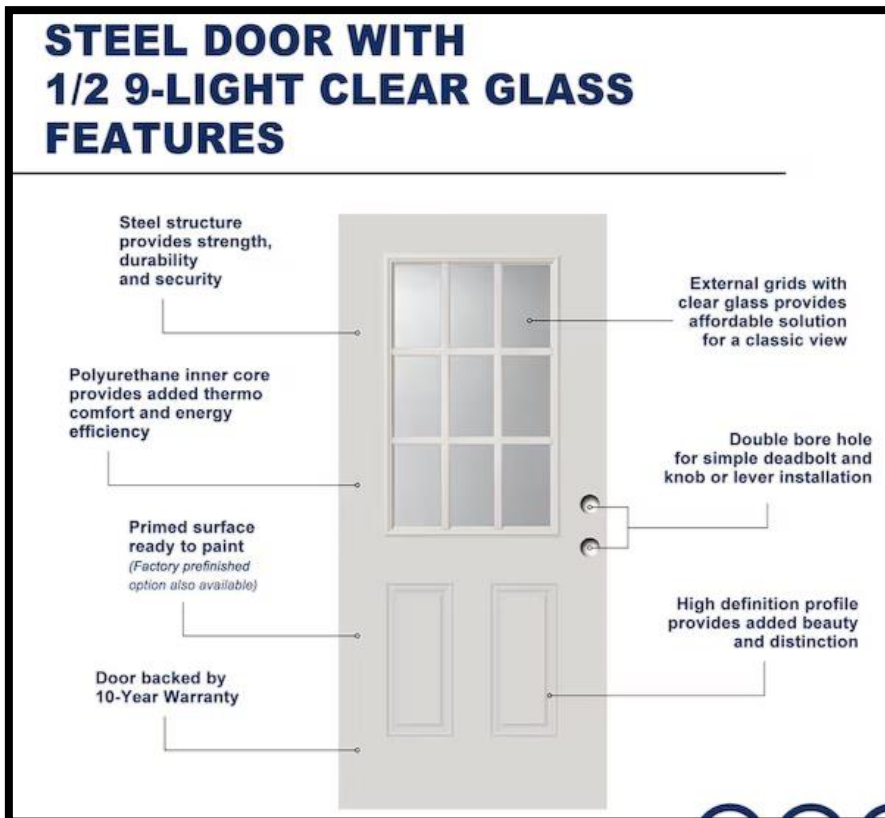 STEEL DOOR WITH
1/2 9-LIGHT CLEAR GLASS
FEATURES
Steel structure
provides strength,
durability
and security
Polyurethane inner core
provides added thermo
comfort and energy
efficiency
Primed surface
ready to paint
(Factory prefinished
option also available)
Door backed by
10-Year Warranty
External grids with
clear glass provides
affordable solution
for a classic view
Double bore hole
for simple deadbolt and
knob or lever installation
High definition profile
provides added beauty
and distinction